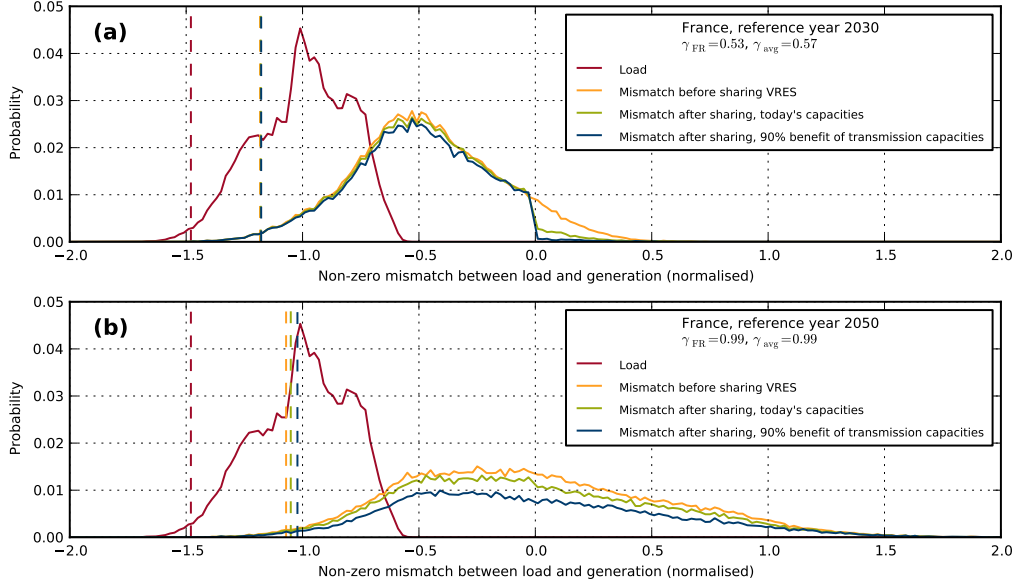 (a)
France, reference year 2030
γ FR=0.53, γ avg=0.57
Load
Mismatch before sharing VRES
Mismatch after sharing, today's capacities
Mismatch after sharing, 90% benefit of transmission capacities
Probability
0.05
0.04
0.03
0.02
0.01
0.00
−2.0 −1.5 −1.0 −0.5 0.0 0.5 1.0 1.5 2.0
Non-zero mismatch between load and generation (normalised)
(b)
France, reference year 2050
γ FR=0.99, γ avg=0.99
Load
Mismatch before sharing VRES
Mismatch after sharing, today's capacities
Mismatch after sharing, 90% benefit of transmission capacities
Probability
0.05
0.04
0.03
0.02
0.01
0.00
−2.0 −1.5 −1.0 −0.5 0.0 0.5 1.0 1.5 2.0
Non-zero mismatch between load and generation (normalised)